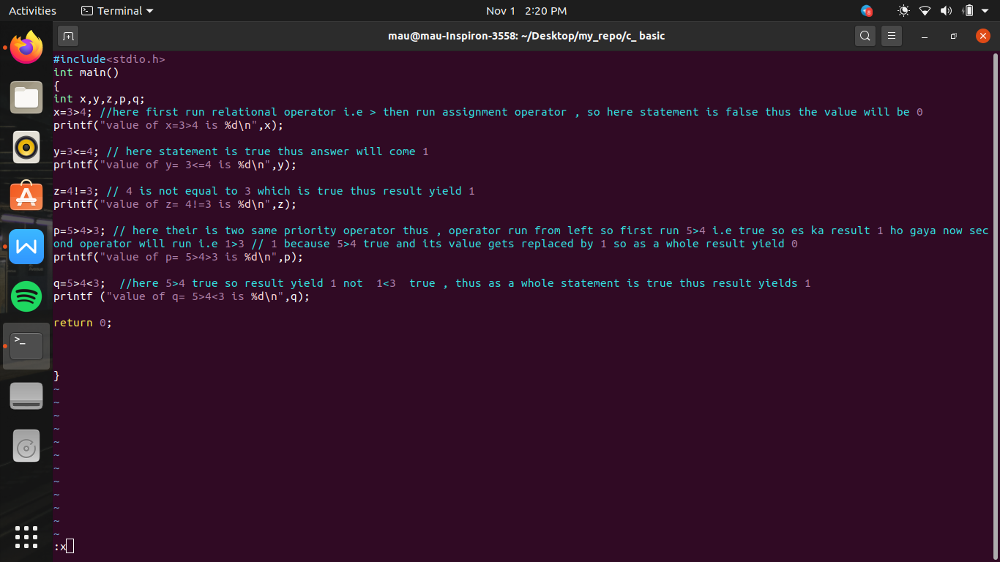 Activities
Terminal
Nov 1 2:20 PM
mau@mau-Inspiron-3558: ~/Desktop/my_repo/c_ basic
#include<stdio.h>
int main()
{
int x,y,z,p,q;
x=3>4; //here first run relational operator i.e > then run assignment operator , so here statement is false thus the value will be 0
printf("value of x=3>4 is %d\n",x);
y=3<=4; // here statement is true thus answer will come 1
printf("value of y= 3<=4 is %d\n",y);
z=4!=3; // 4 is not equal to 3 which is true thus result yield 1
printf("value of z= 4!=3 is %d\n",z);
p=5>4>3; // here their is two same priority operator thus , operator run from left so first run 5>4 i.e true so es ka result 1 ho gaya now sec
ond operator will run i.e 1>3 // 1 because 5>4 true and its value gets replaced by 1 so as a whole result yield 0
printf("value of p= 5>4>3 is %d\n",p);
q=5>4<3;  //here 5>4 true so result yield 1 not  1<3  true , thus as a whole statement is true thus result yields 1
printf ("value of q= 5>4<3 is %d\n",q);
return 0;
}
~
~
~
~
~
~
~
~
~
~
~
~
:x